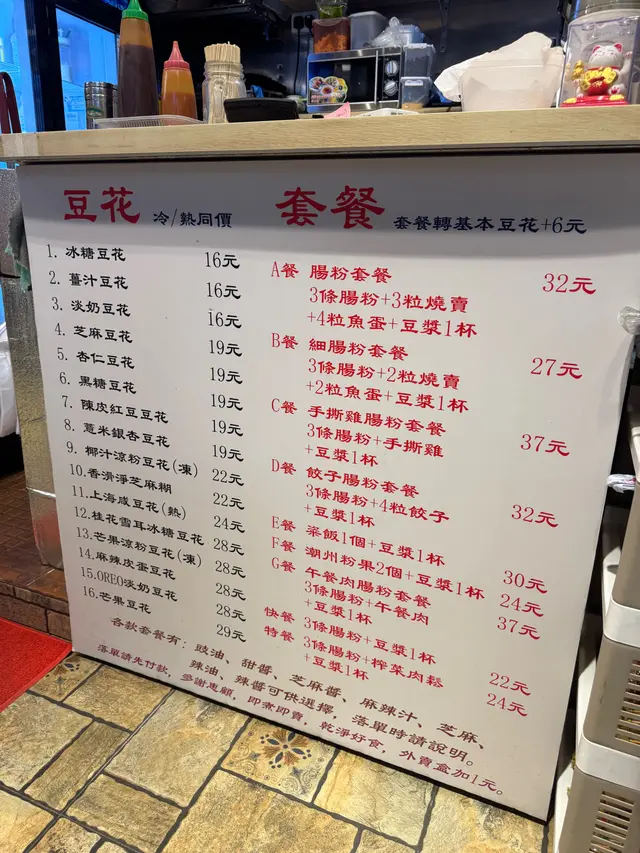 豆花 冷/熱同價
1. 冰糖豆花 16元
2. 薑汁豆花 16元
3. 淡奶豆花 16元
4. 芝麻豆花 19元
5. 杏仁豆花 19元
6. 黑糖豆花 19元
7. 陳皮紅豆豆花 19元
8. 薏米銀杏豆花 19元
9. 椰汁涼粉豆花(凍) 22元
10.香滑淨芝麻糊 22元
11.上海咸豆花(熱) 24元
12.桂花雪耳冰糖豆花 28元
13.芒果涼粉豆花(凍) 28元
14.麻辣皮蛋豆花 28元
15.OREO淡奶豆花 28元
16.芒果豆花 29元
套餐 套餐轉基本豆花+6元
A餐 腸粉套餐 32元
3條腸粉+3粒燒賣
+4粒魚蛋+豆漿1杯
B餐 細腸粉套餐 27元
3條腸粉+2粒燒賣
+2粒魚蛋+豆漿1杯
C餐 手撕雞腸粉套餐 37元
3條腸粉+手撕雞
+豆漿1杯
D餐 餃子腸粉套餐 32元
3條腸粉+4粒餃子
+豆漿1杯
E餐 粢飯1個+豆漿1杯 30元
F餐 潮州粉果2個+豆漿1杯 24元
G餐 午餐肉腸粉套餐 37元
3條腸粉+午餐肉
+豆漿1杯
快餐 3條腸粉+豆漿1杯 22元
特餐 3條腸粉+榨菜肉鬆 24元
+豆漿1杯
各款套餐有：豉油、甜醬、芝麻醬、麻辣汁、芝麻、
辣油、辣醬可供選擇，落單時請說明。
落單請先付款，多謝惠顧，即煮即賣，乾淨好食，外賣盒加1元。